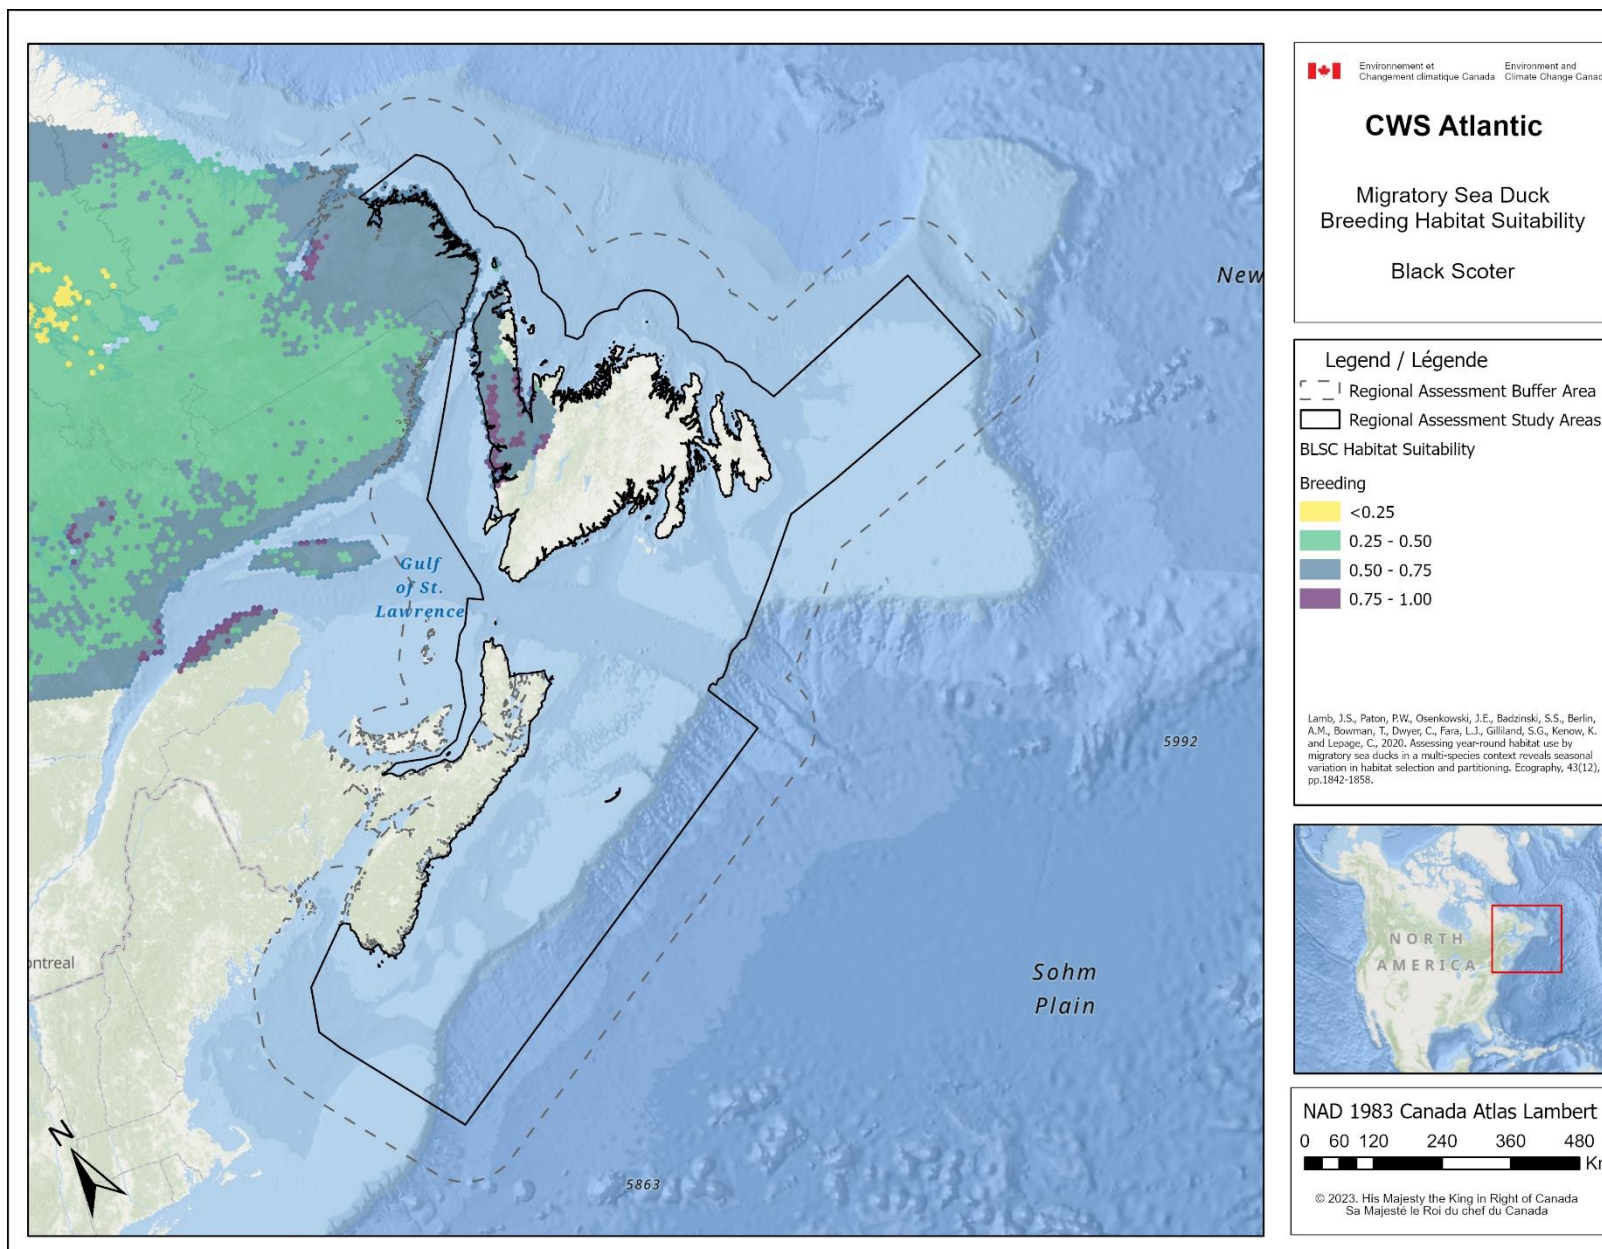 New
Gulf
of St.
Lawrence
5992
ontreal
Sohm
Plain
5863
N
Environnement et
Changement climatique Canada
Environment and
Climate Change Canad
CWS Atlantic
Migratory Sea Duck
Breeding Habitat Suitability
Black Scoter
Legend / Légende
Regional Assessment Buffer Area
Regional Assessment Study Areas
BLSC Habitat Suitability
Breeding
<0.25
0.25 - 0.50
0.50 - 0.75
0.75 - 1.00
Lamb, J.S., Paton, P.W., Osenkowski, J.E., Badzinski, S.S., Berlin,
A.M., Bowman, T., Dwyer, C., Fara, L.J., Gilliland, S.G., Kenow, K.
and Lepage, C., 2020. Assessing year-round habitat use by
migratory sea ducks in a multi-species context reveals seasonal
variation in habitat selection and partitioning. Ecography, 43(12),
pp.1842-1858.
NORTH
AMERICA
NAD 1983 Canada Atlas Lambert
0 60 120 240 360 480
Km
© 2023. His Majesty the King in Right of Canada
Sa Majesté le Roi du chef du Canada